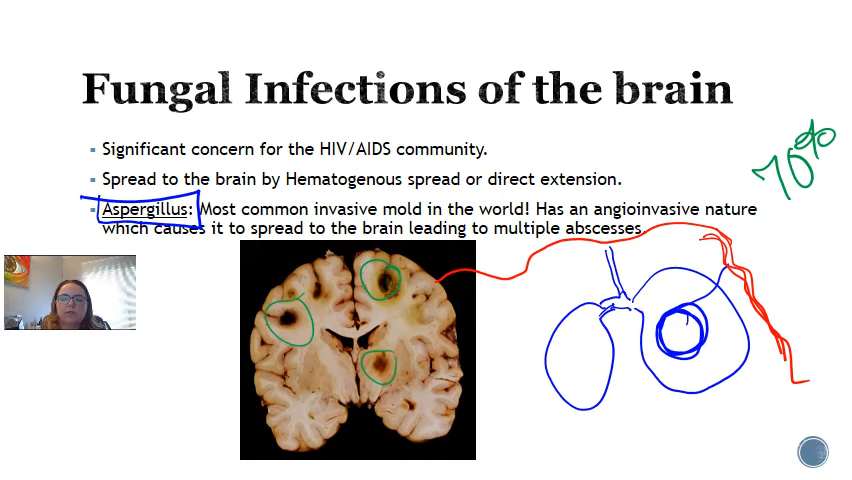 Fungal Infections of the brain
Significant concern for the HIV/AIDS community.
70%
Spread to the brain by Hematogenous spread or direct extension.
Aspergillus: Most common invasive mold in the world! Has an angioinvasive nature
which causes it to spread to the brain leading to multiple abscesses.